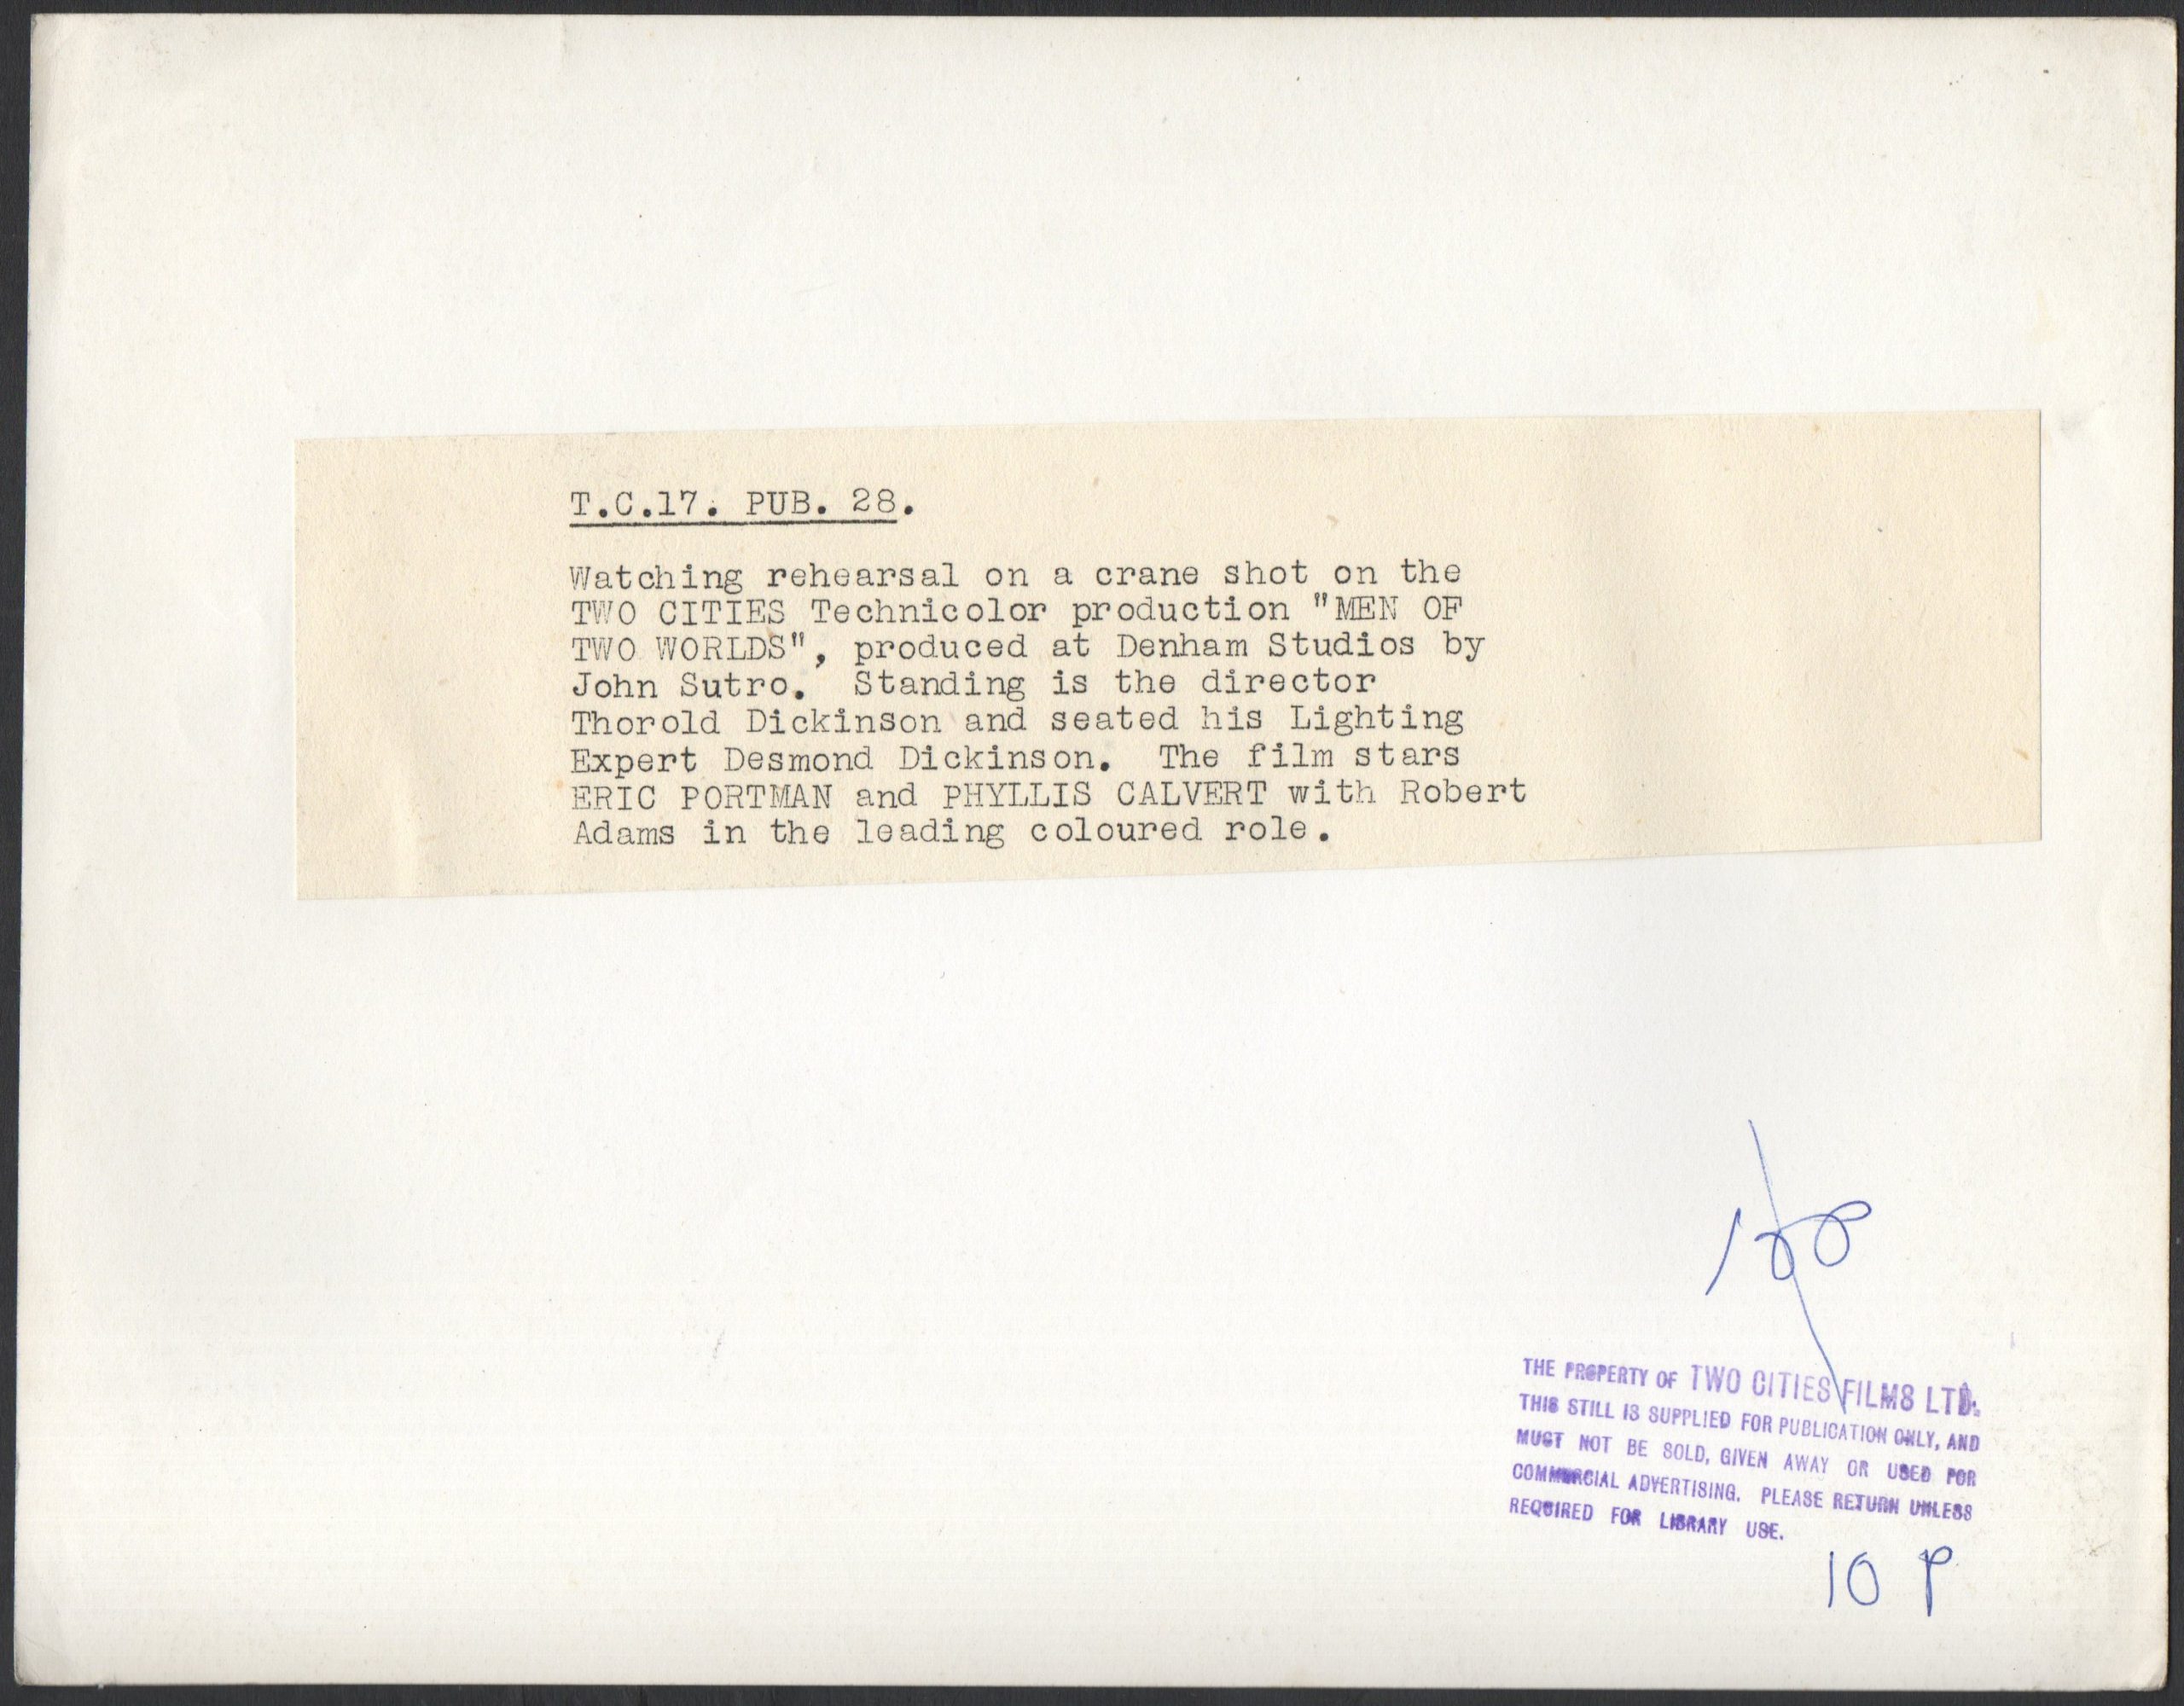 T.C.17. PUB. 28.
Watching rehearsal on a crane shot on the
TWO CITIES Technicolor production "MEN OF
TWO WORLDS", produced at Denham Studios by
John Sutro. Standing is the director
Thorold Dickinson and seated his Lighting
Expert Desmond Dickinson. The film stars
ERIC PORTMAN and PHYLLIS CALVERT with Robert
Adams in the leading coloured role.
THE PROPERTY OF TWO CITIES FILMS LTD.
THIS STILL IS SUPPLIED FOR PUBLICATION ONLY, AND
MUST NOT BE SOLD, GIVEN AWAY OR USED FOR
COMMERCIAL ADVERTISING. PLEASE RETURN UNLESS
REQUIRED FOR LIBRARY USE.
10 P